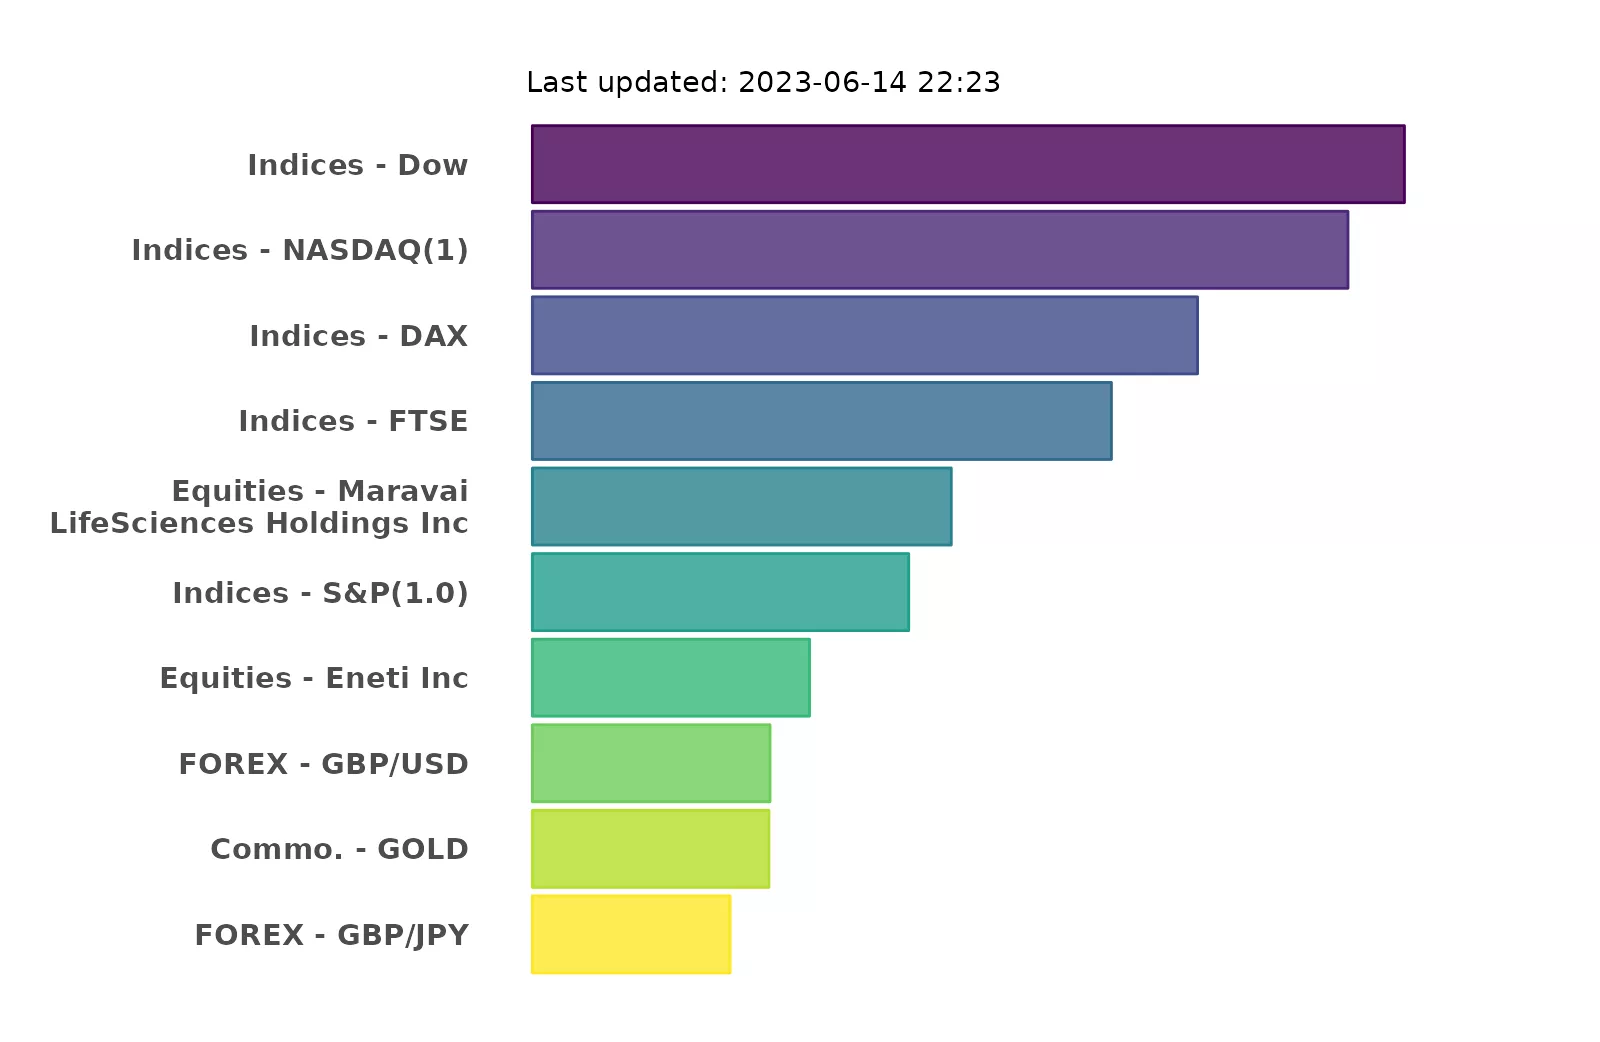 Last updated: 2023-06-14 22:23
Indices - Dow
Indices - NASDAQ(1)
Indices - DAX
Indices - FTSE
Equities - Maravai
LifeSciences Holdings Inc
Indices - S&P(1.0)
Equities - Eneti Inc
FOREX - GBP/USD
Commo. - GOLD
FOREX - GBP/JPY